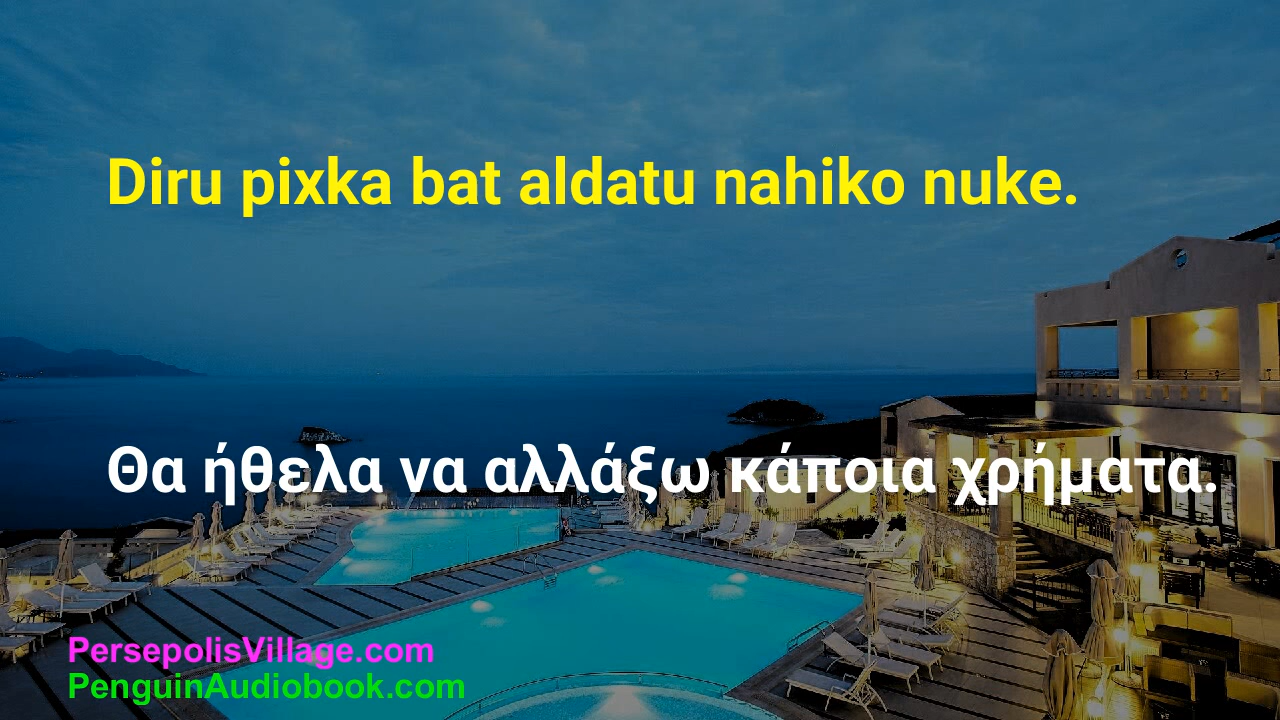 Diru pixka bat aldatu nahiko nuke.
Θα ήθελα να αλλάξω κάποια χρήματα.
PersepolisVillage.com
PenguinAudiobook.com